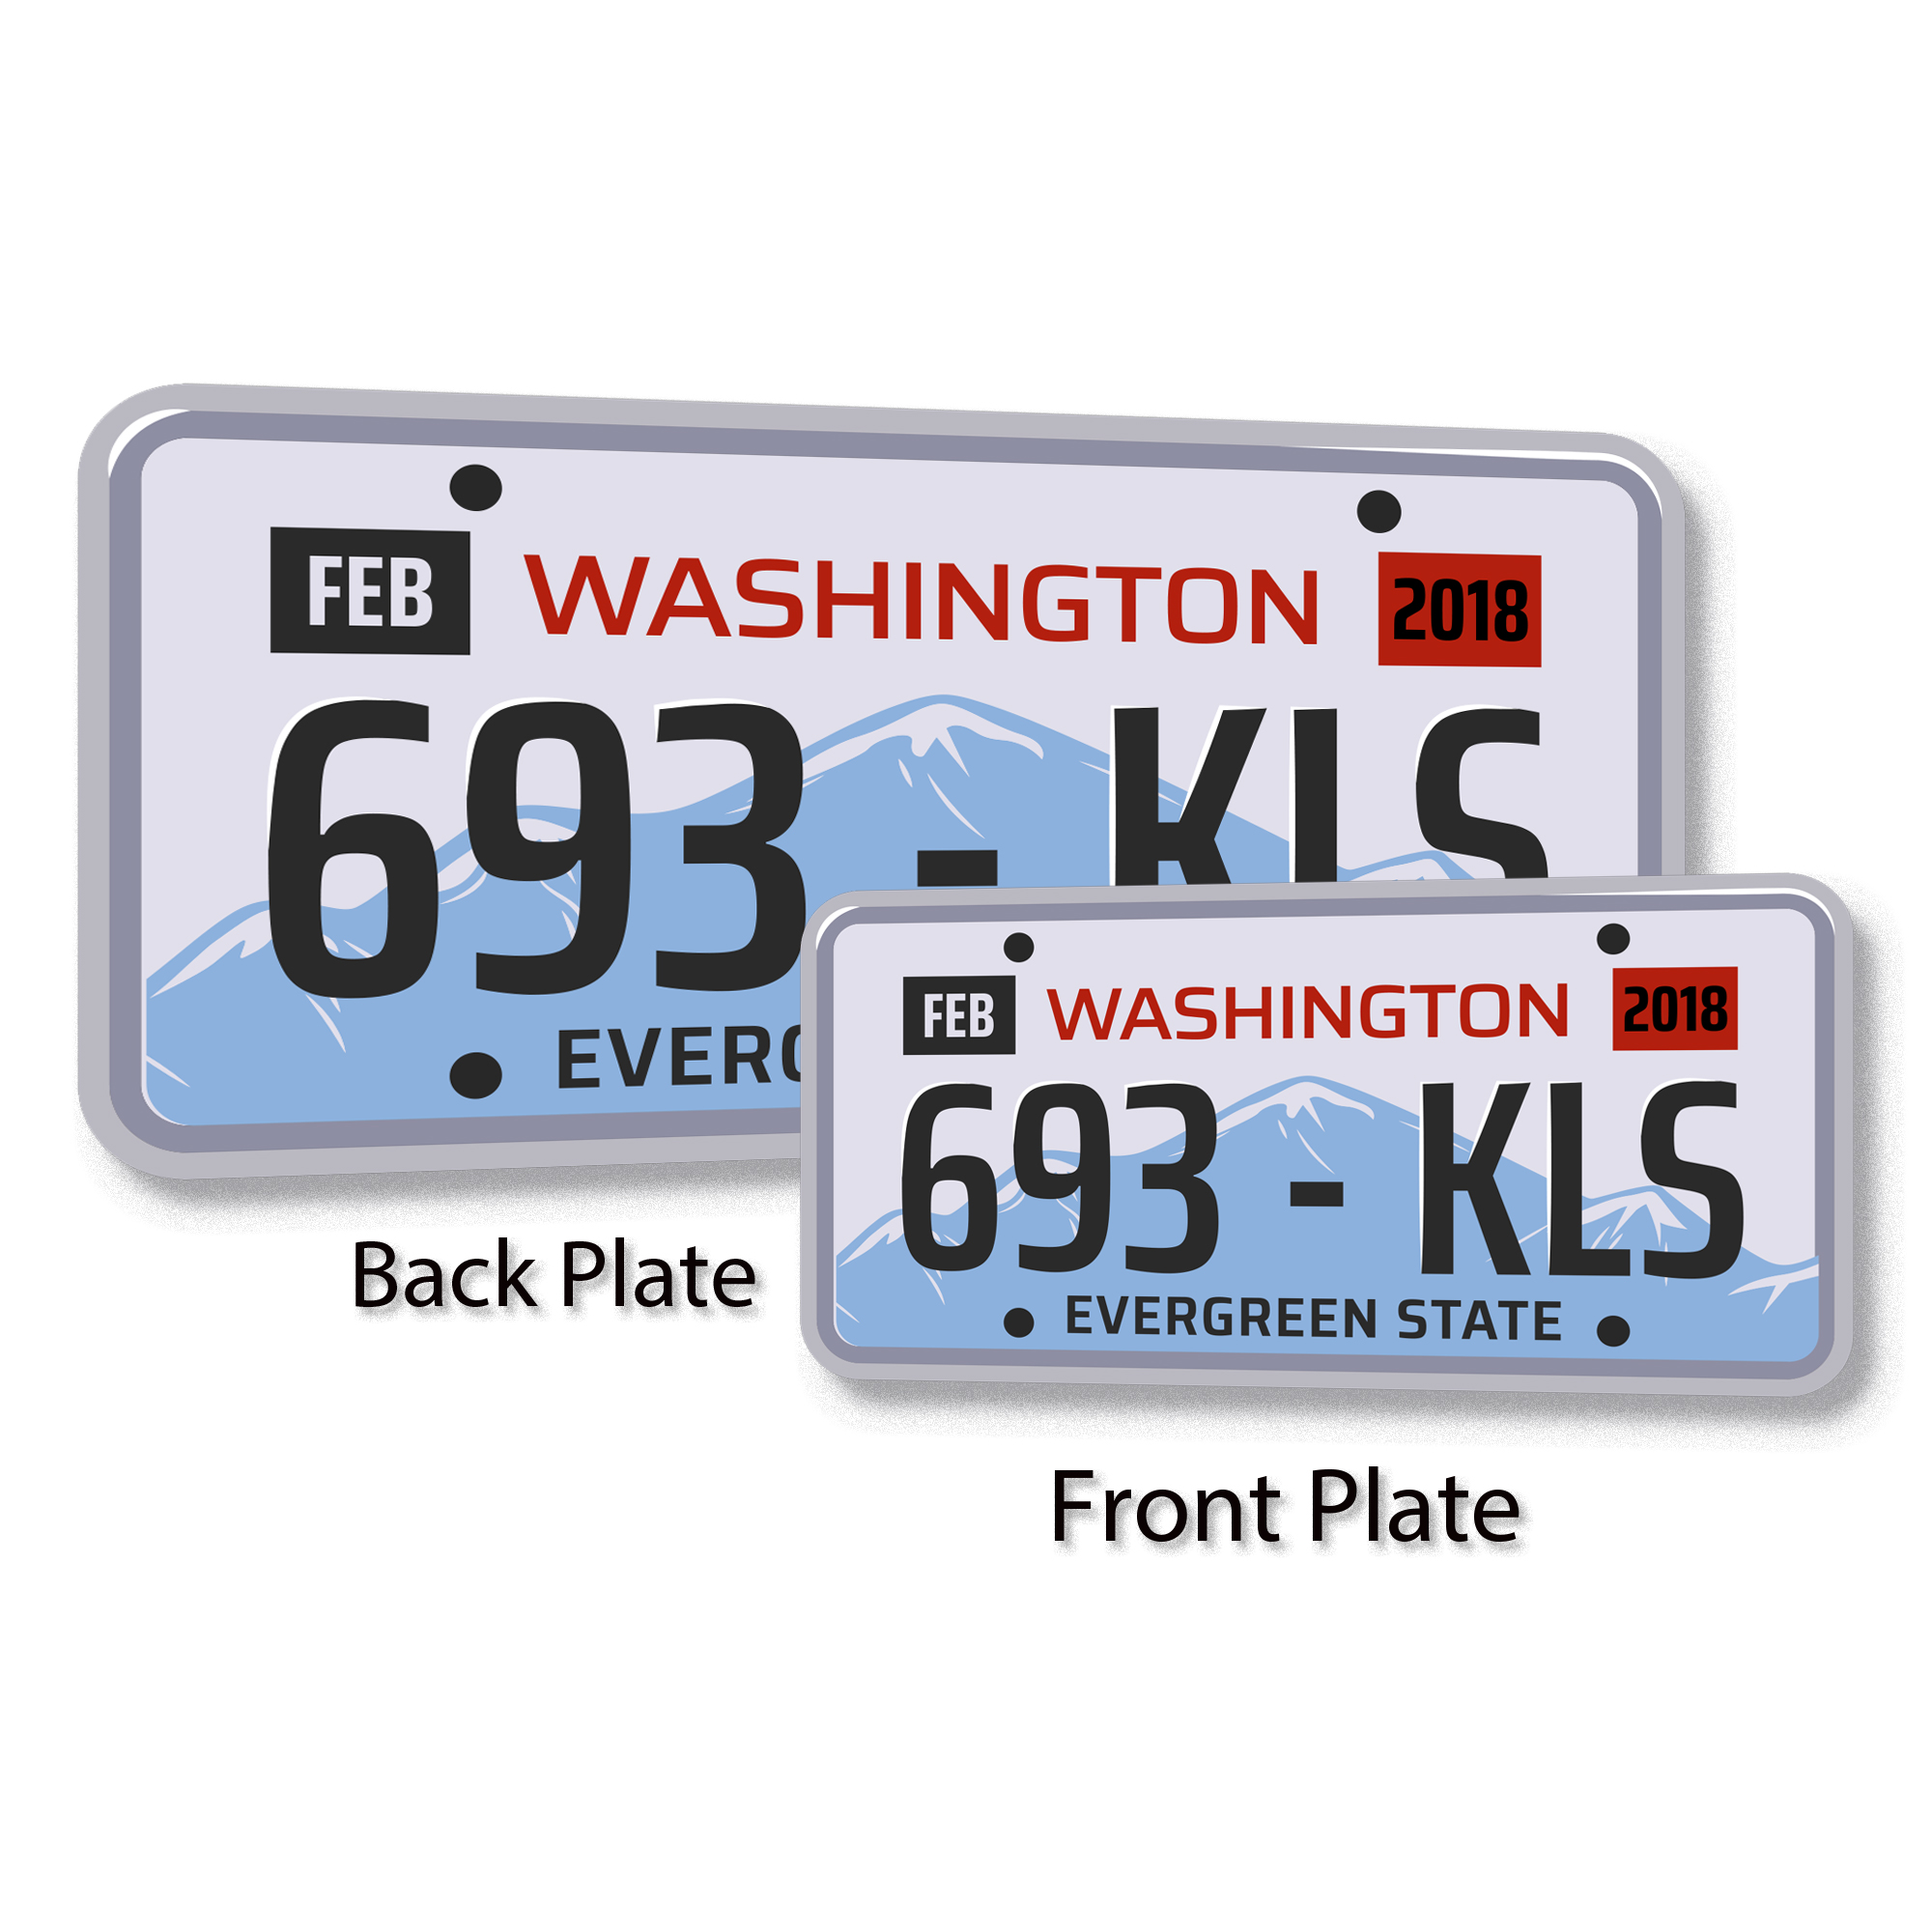 FEB WASHINGTON 2018
693 - KLS
EVERG
Back Plate
FEB WASHINGTON 2018
693 - KLS
EVERGREEN STATE
Front Plate